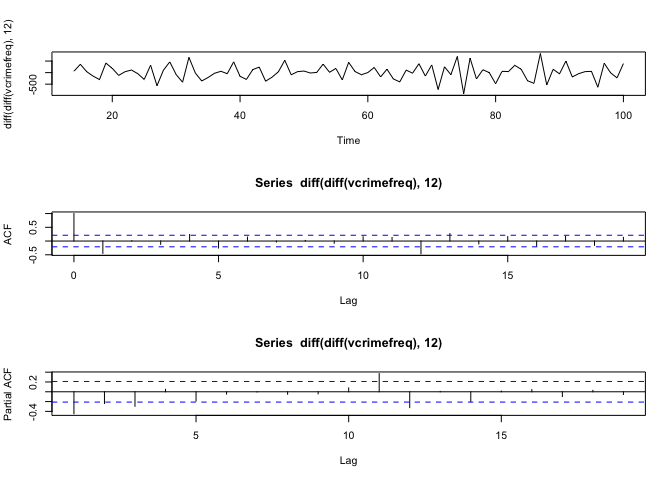 diff(diff(vcrimefreq), 12)
-500
20 40 60 80 100
Time
Series diff(diff(vcrimefreq), 12)
ACF
-0.5 0.5
0 5 10 15
Lag
Series diff(diff(vcrimefreq), 12)
Partial ACF
-0.4 0.2
5 10 15
Lag